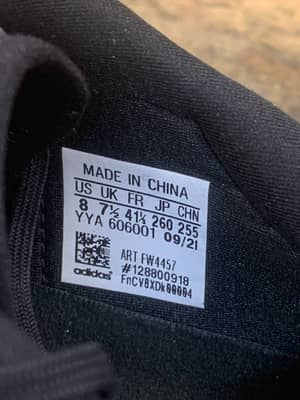 MADE IN CHINA
US UK FR JP CHN
8 7½ 41⅓ 260 255
YYA 606001 09/21
ART FW4457
#128800918
adidas FnCV8XDk00004